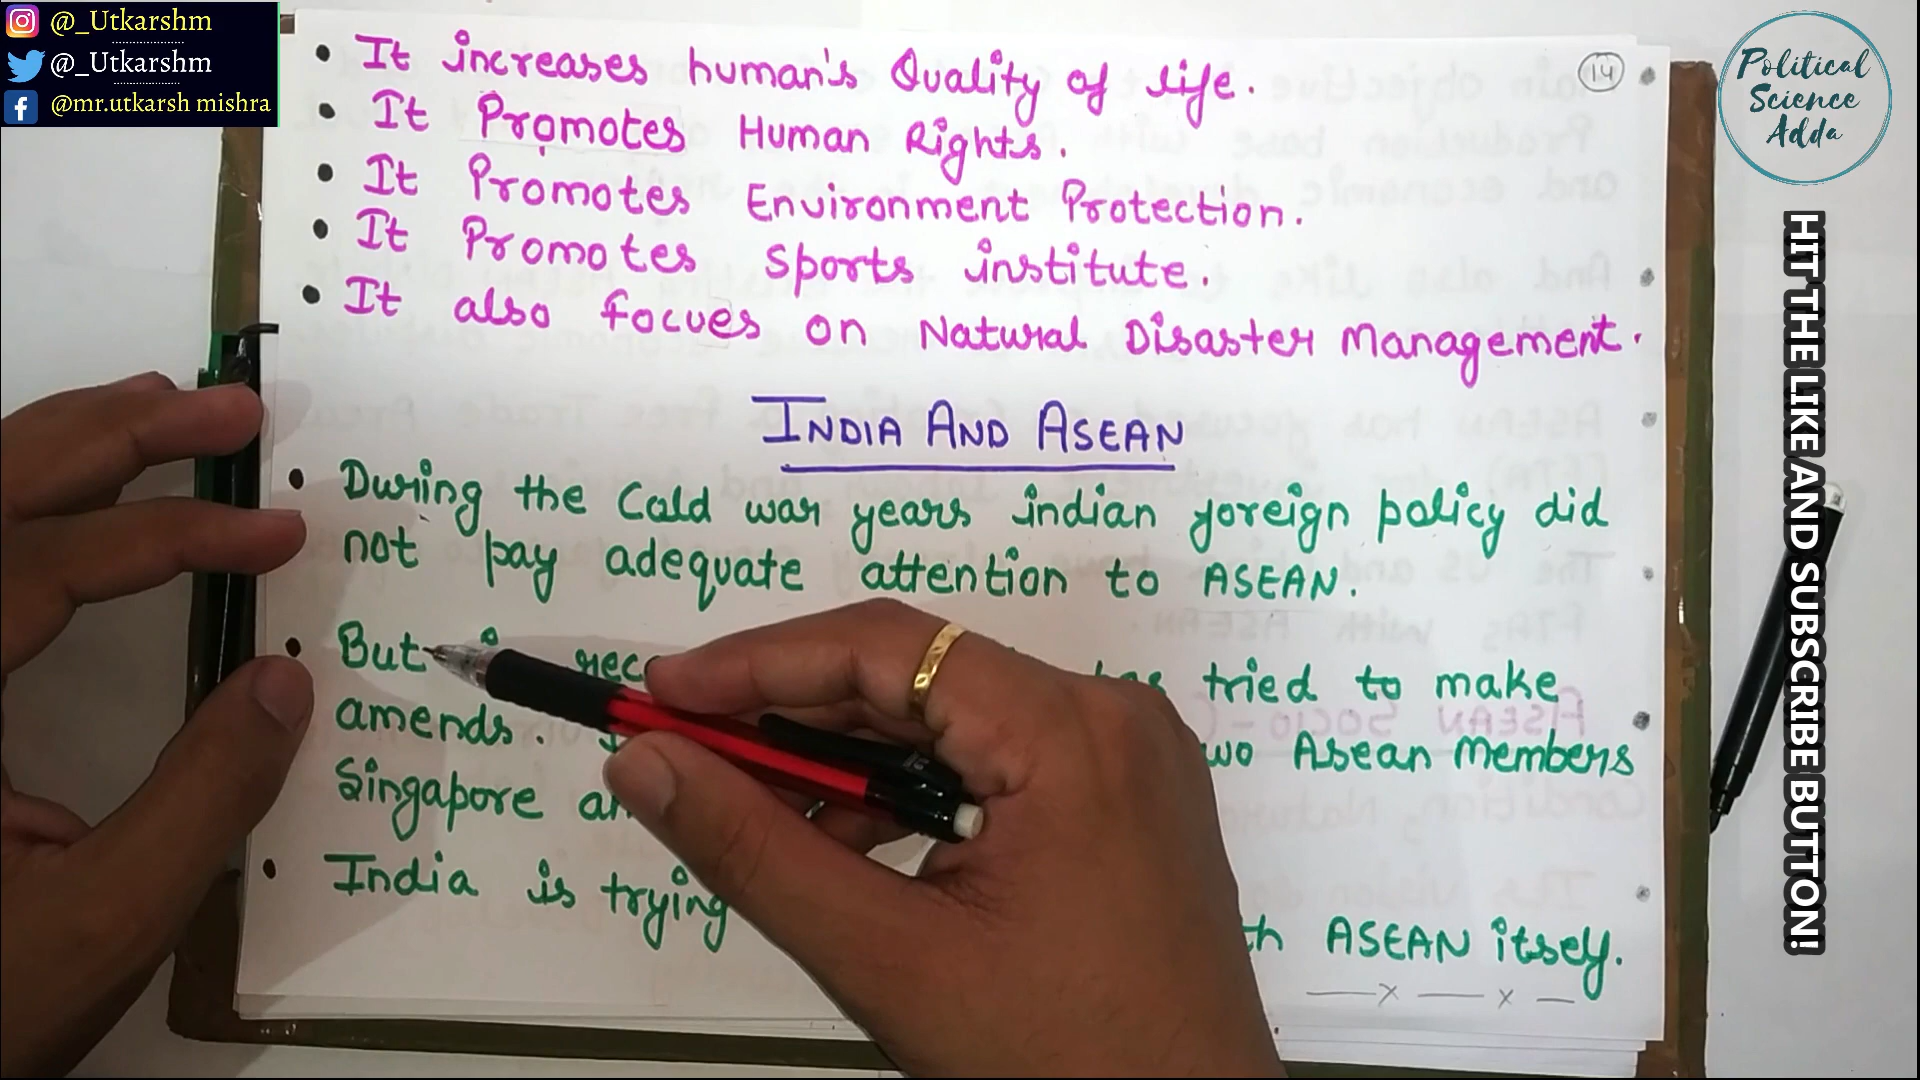 @_Utkarshm
@_Utkarshm
@mr.utkarsh mishra
14
• It increases human's Quality of life.
• It Promotes Human Rights.
• It Promotes Environment Protection.
• It Promotes Sports institute.
• It also focues on Natural Disaster Management.
INDIA AND ASEAN
• During the Cold war years indian foreign policy did
not pay adequate attention to ASEAN.
• But tried to make
amends. two Asean Members
Singapore
• India is trying ASEAN itself.
Political
Science
Adda
HIT THE LIKE AND SUBSCRIBE BUTTON!